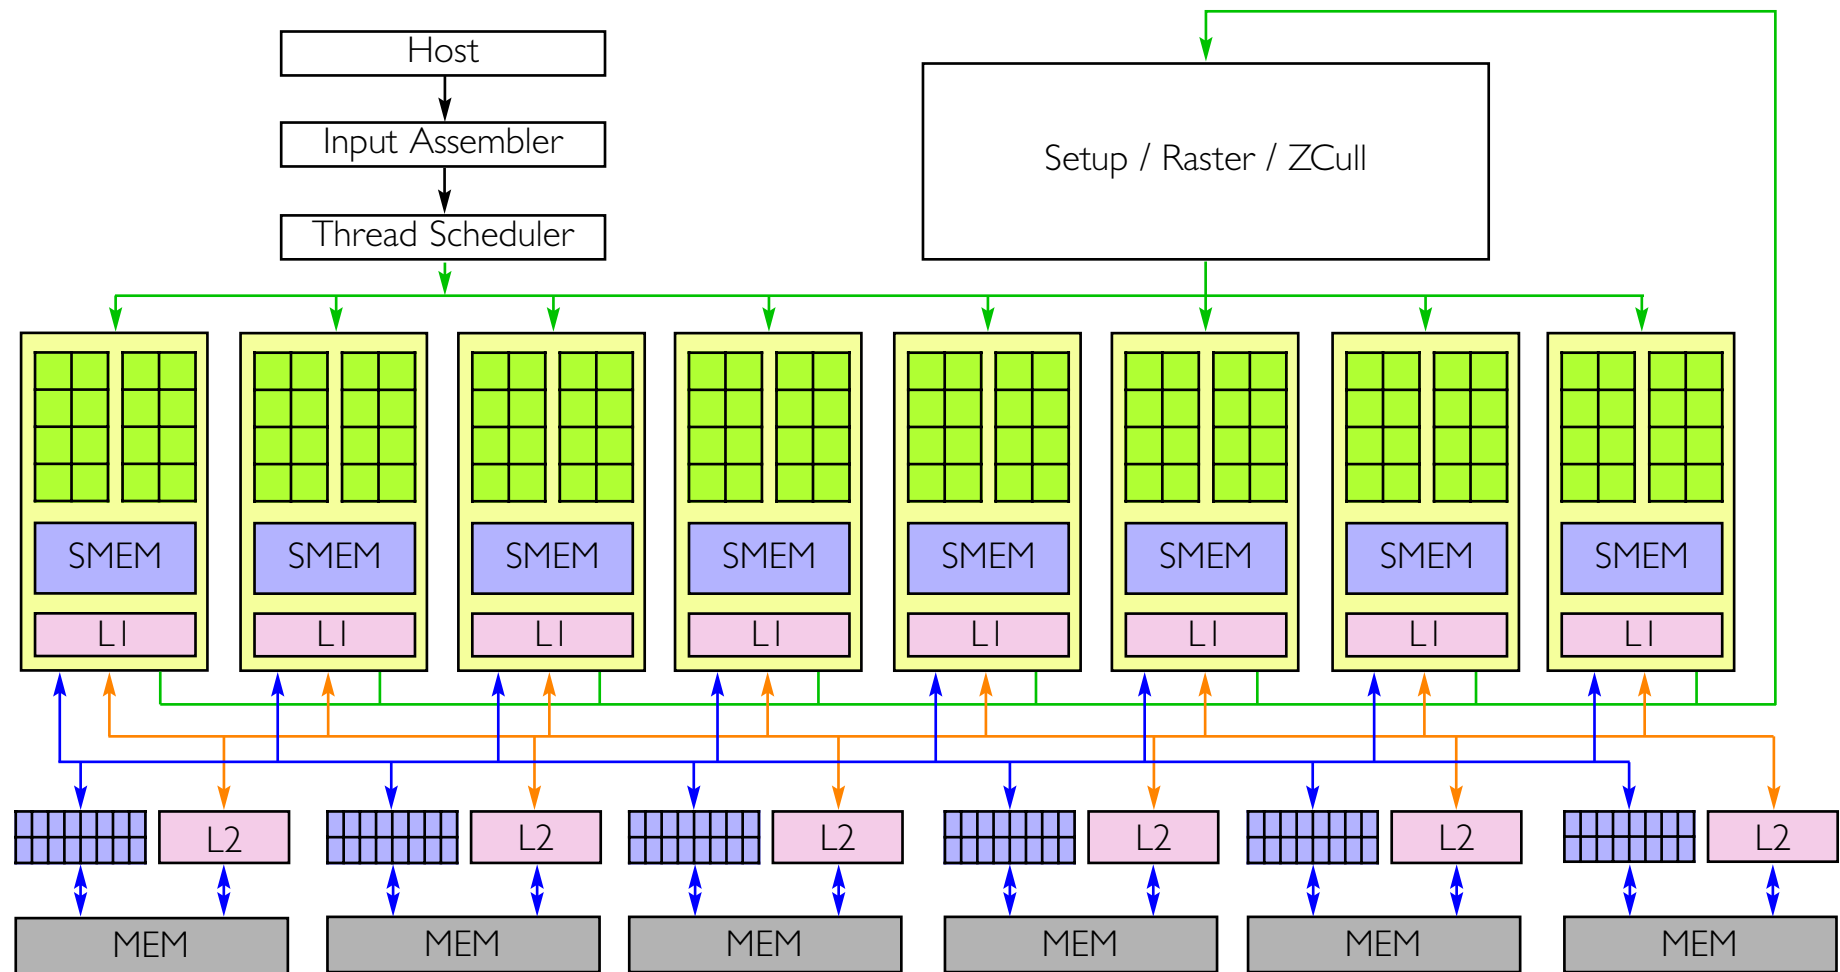 Host
Input Assembler
Setup / Raster / ZCull
Thread Scheduler
SMEM SMEM SMEM SMEM SMEM SMEM SMEM SMEM
L1 L1 L1 L1 L1 L1 L1 L1
L2 L2 L2 L2 L2 L2
MEM MEM MEM MEM MEM MEM